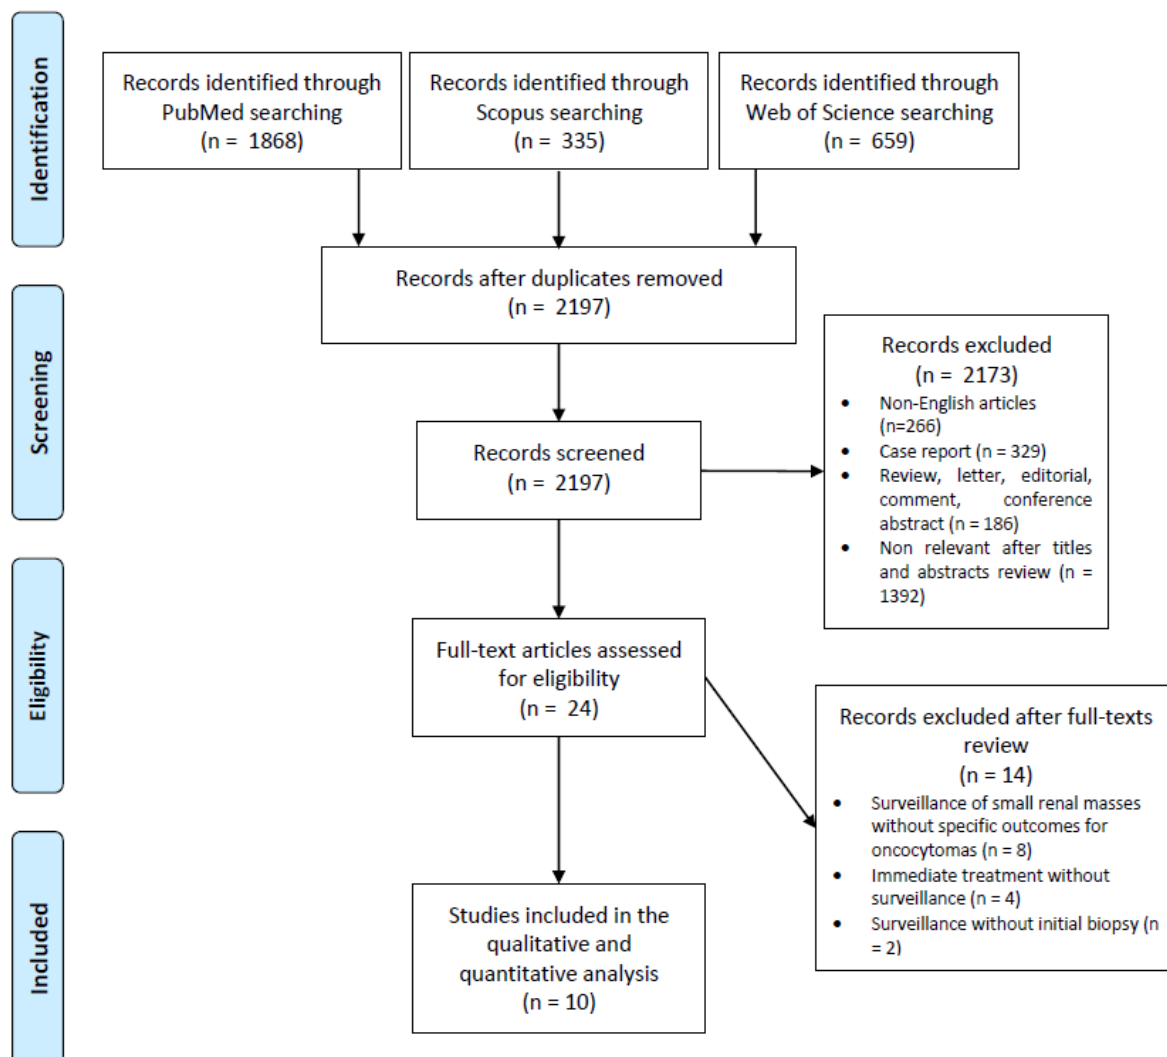 Identification
Records identified through
PubMed searching
(n = 1868)
Records identified through
Scopus searching
(n = 335)
Records identified through
Web of Science searching
(n = 659)
Records after duplicates removed
(n = 2197)
Screening
Records screened
(n = 2197)
Records excluded
(n = 2173)
• Non-English articles
(n=266)
• Case report (n = 329)
• Review, letter, editorial,
comment, conference
abstract (n = 186)
• Non relevant after titles
and abstracts review (n =
1392)
Eligibility
Full-text articles assessed
for eligibility
(n = 24)
Records excluded after full-texts
review
(n = 14)
• Surveillance of small renal masses
without specific outcomes for
oncocytomas (n = 8)
• Immediate treatment without
surveillance (n = 4)
• Surveillance without initial biopsy (n
= 2)
Included
Studies included in the
qualitative and
quantitative analysis
(n = 10)